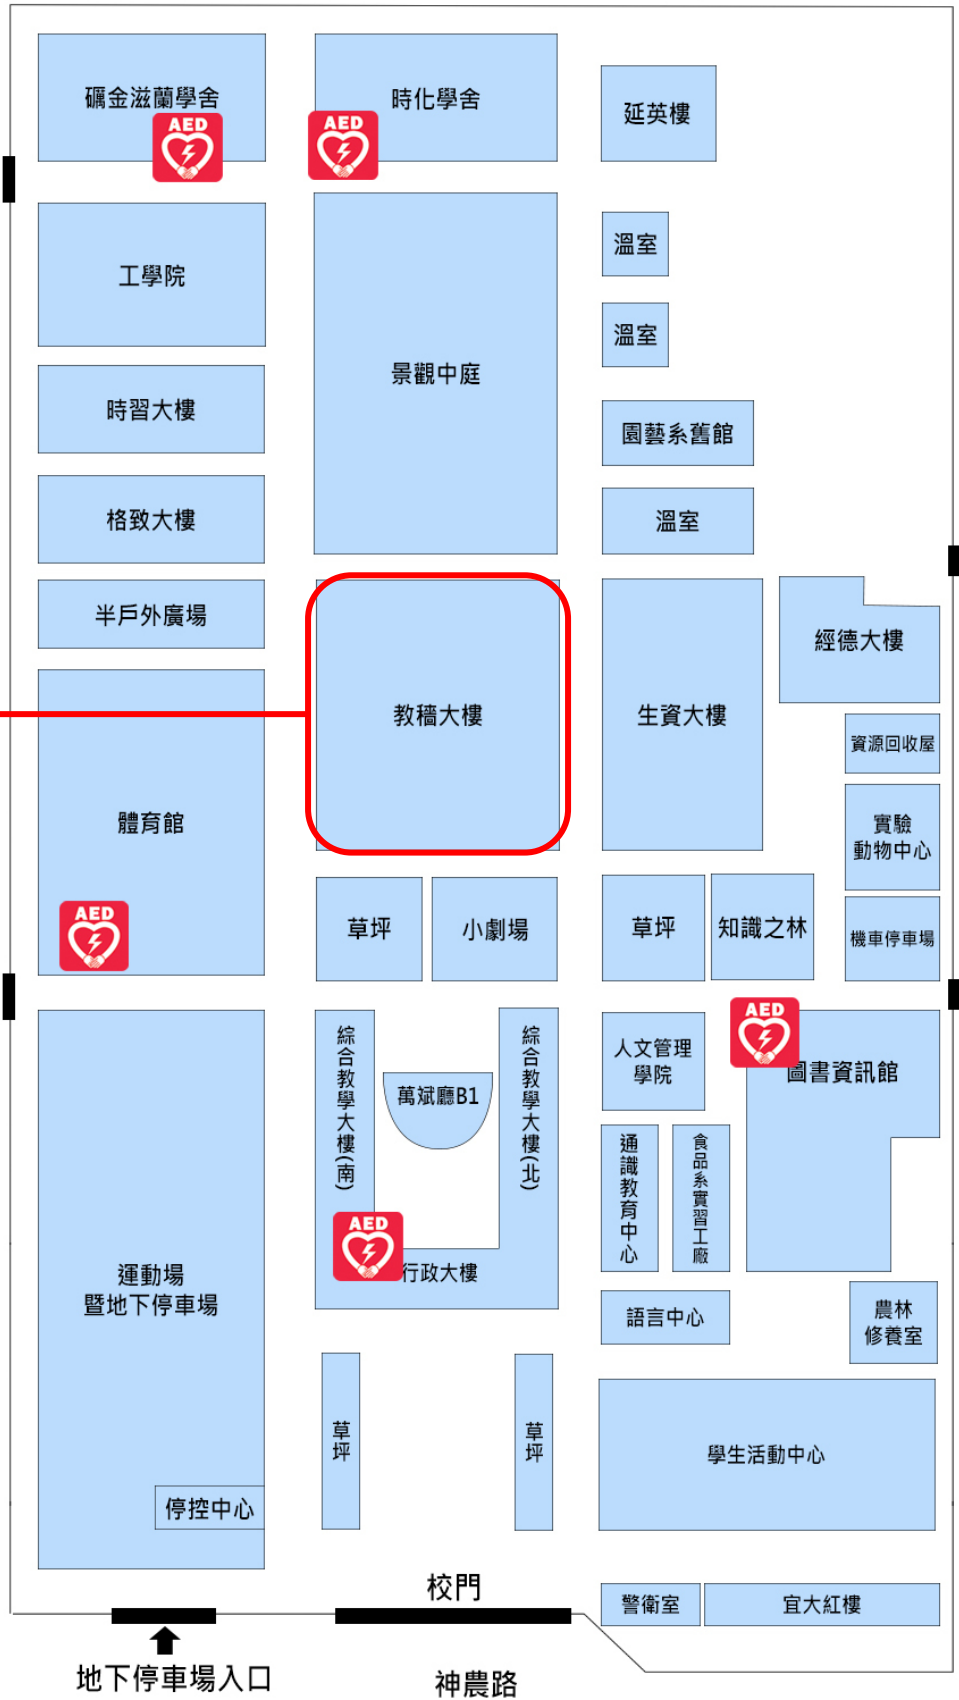 礪金滋蘭學舍
AED
時化學舍
AED
延英樓
工學院
溫室
溫室
景觀中庭
時習大樓
園藝系舊館
格致大樓
溫室
半戶外廣場
經德大樓
教穡大樓
生資大樓
資源回收屋
體育館
實驗
動物中心
AED
草坪
小劇場
草坪
知識之林
機車停車場
綜合教學大樓(南)
萬斌廳B1
綜合教學大樓(北)
人文管理
學院
AED
圖書資訊館
通識教育中心
食品系實習工廠
AED
行政大樓
運動場
暨地下停車場
語言中心
農林
修養室
草坪
草坪
學生活動中心
停控中心
校門
警衛室
宜大紅樓
地下停車場入口
神農路